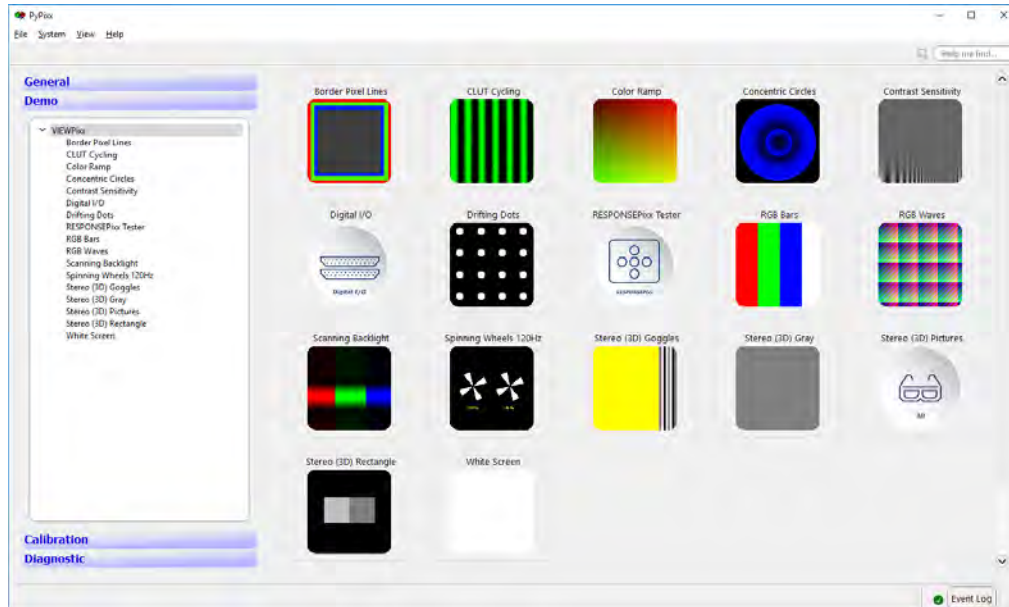 PyPixx
File System View Help
Help me find...
General
Demo
VIEWPixx
Border Pixel Lines
CLUT Cycling
Color Ramp
Concentric Circles
Contrast Sensitivity
Digital I/O
Drifting Dots
RESPONSEPixx Tester
RGB Bars
RGB Waves
Scanning Backlight
Spinning Wheels 120Hz
Stereo (3D) Goggles
Stereo (3D) Gray
Stereo (3D) Pictures
Stereo (3D) Rectangle
White Screen
Calibration
Diagnostic
Border Pixel Lines CLUT Cycling Color Ramp Concentric Circles Contrast Sensitivity
Digital I/O Drifting Dots RESPONSEPixx Tester RGB Bars RGB Waves
Digital I/O RESPONSEPixx
Scanning Backlight Spinning Wheels 120Hz Stereo (3D) Goggles Stereo (3D) Gray Stereo (3D) Pictures
3D
Stereo (3D) Rectangle White Screen
Event Log